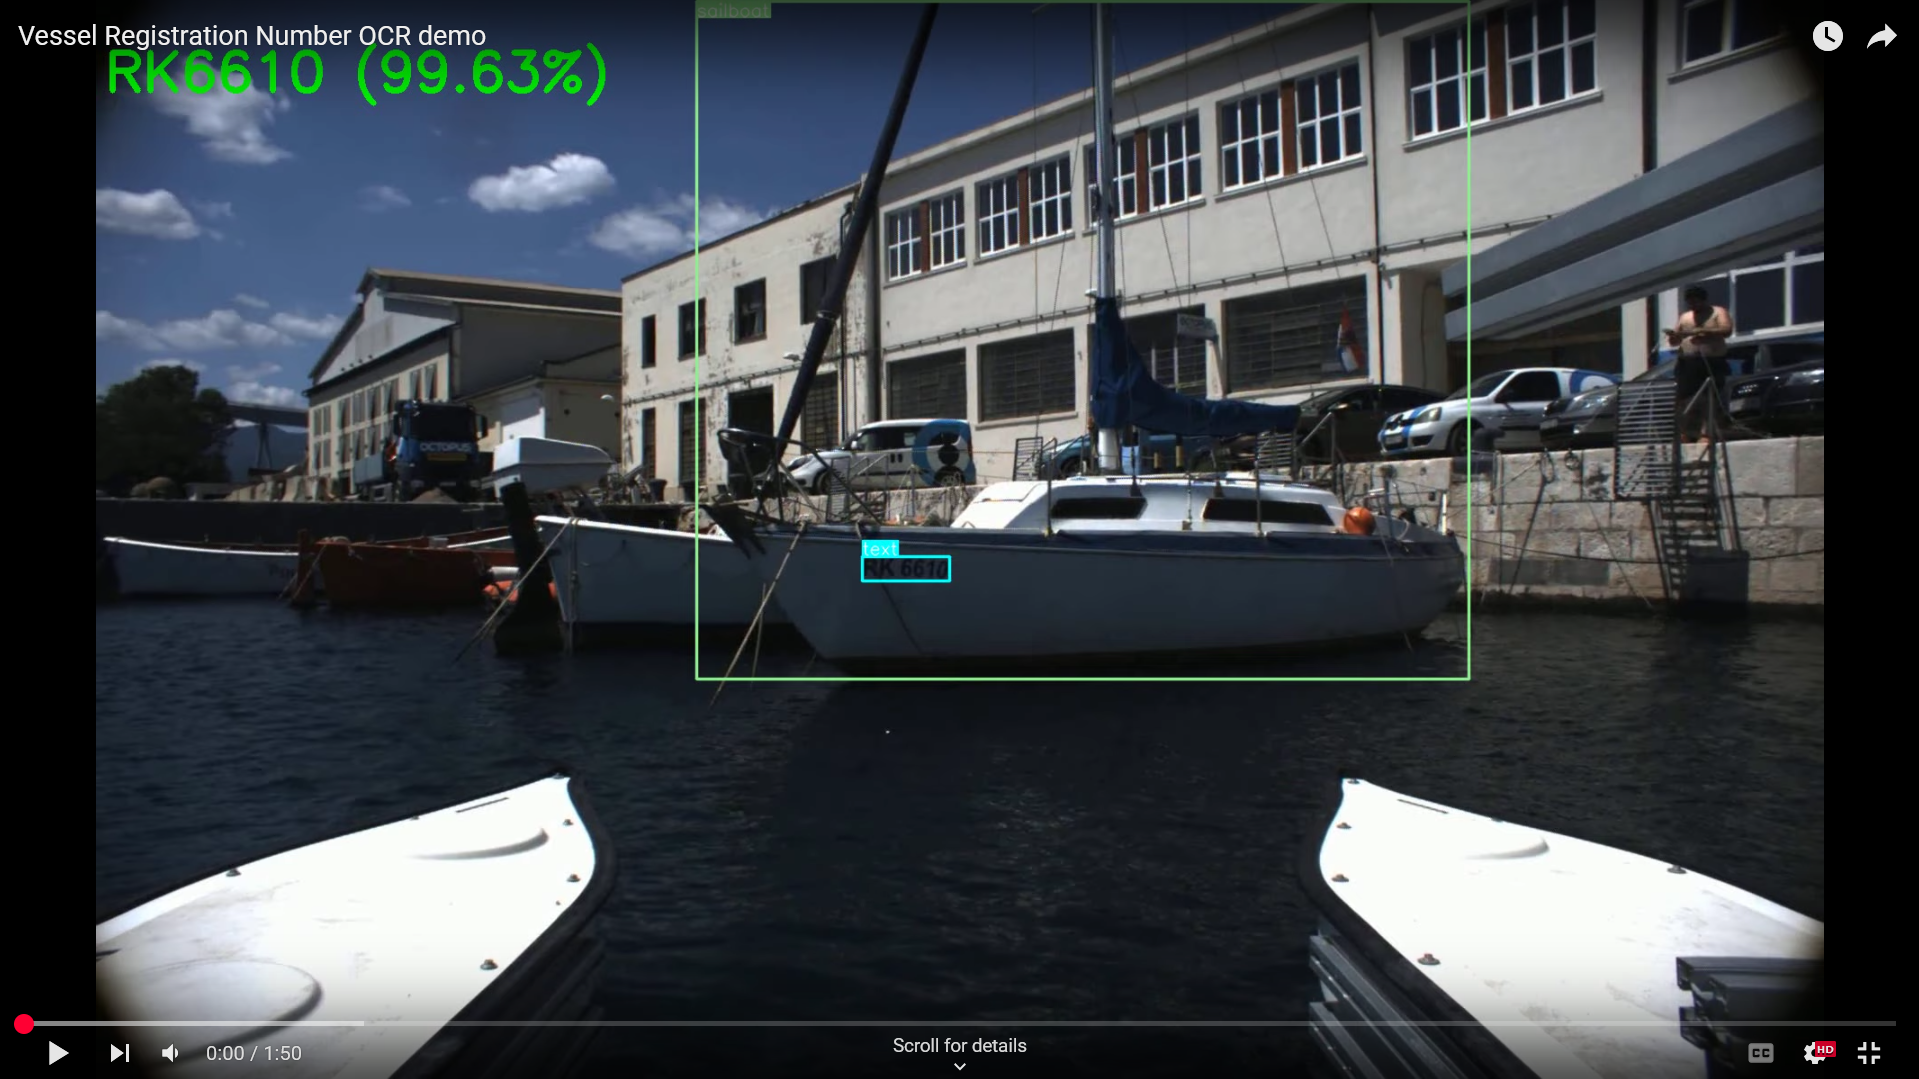 Vessel Registration Number OCR demo
RK6610 (99.63%)
sailboat
OCTOPUS
text
RK 6610
0:00 / 1:50
Scroll for details
CC
HD